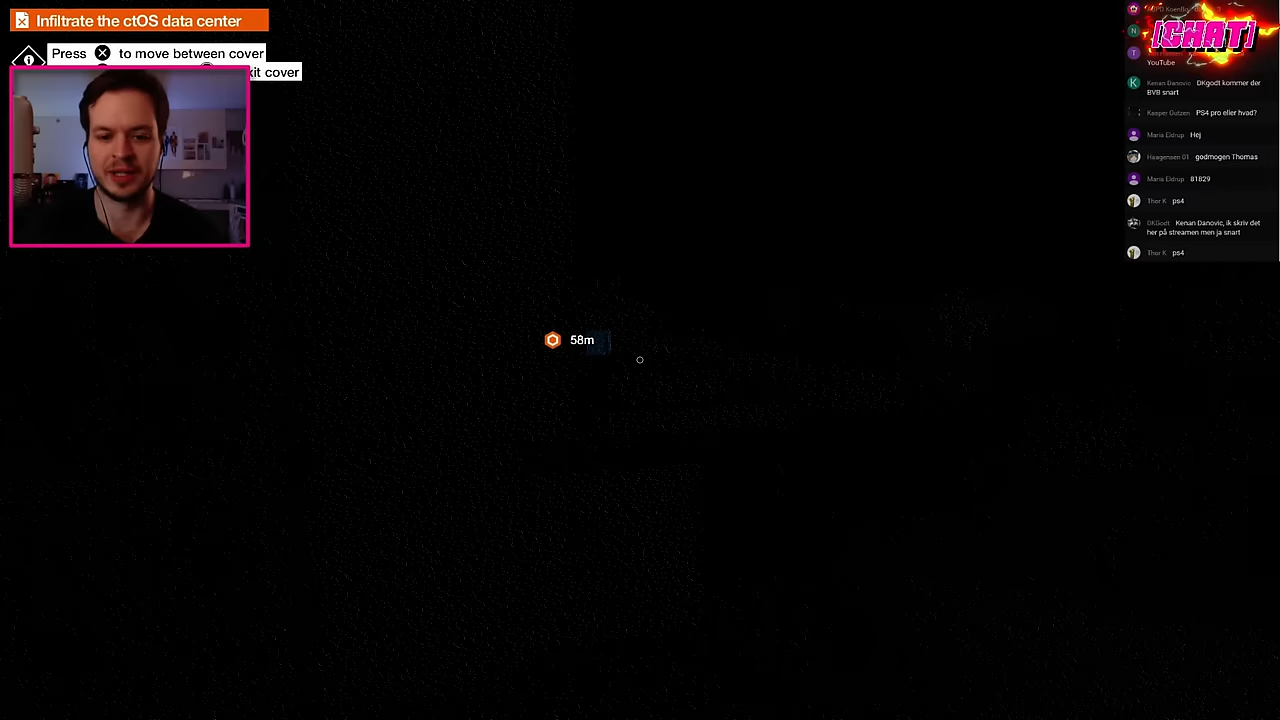 Infiltrate the ctOS data center
Press to move between cover
exit cover
58m
[CHAT]
YouTube
Kenan Danovic DKgodt kommer der
BVB snart
Kasper Gutzen PS4 pro eller hvad?
Maria Eldrup Hej
Haagensen 01 godmogen Thomas
Maria Eldrup 81829
Thor K ps4
DKGodt Kenan Danovic, ik skriv det
her på streamen men ja snart
Thor K ps4